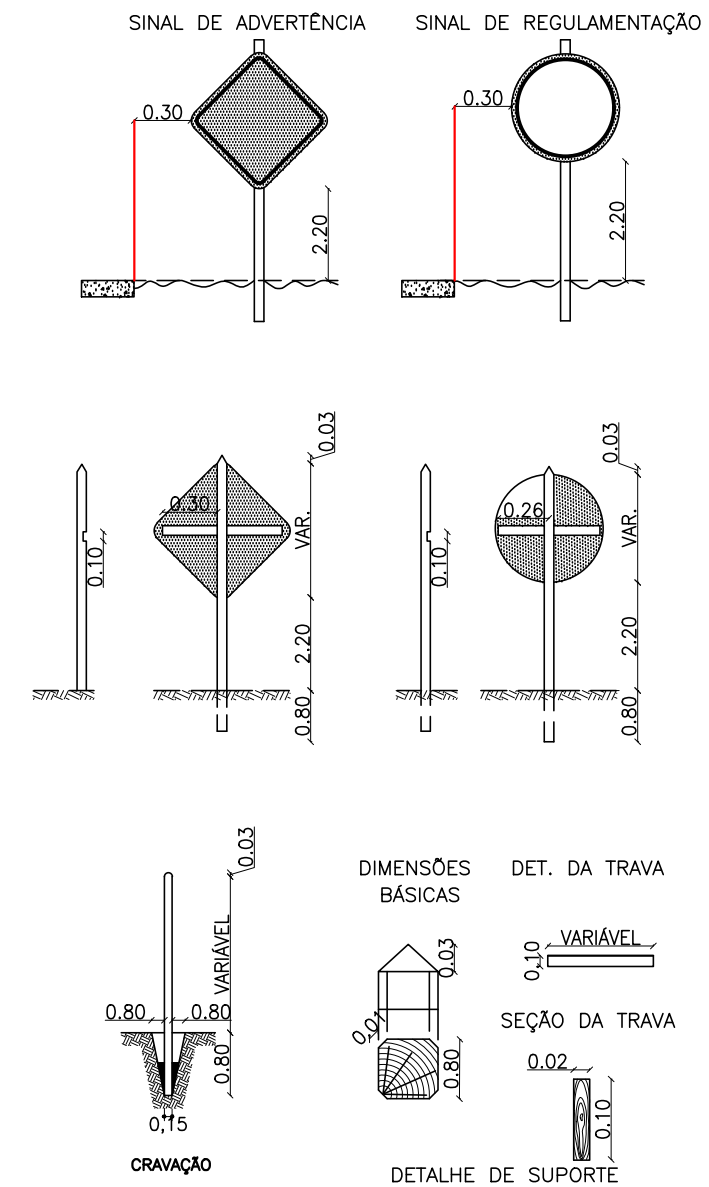 SINAL DE ADVERTÊNCIA
SINAL DE REGULAMENTAÇÃO
0.30
2.20
0.30
2.20
0.10
0.30
0.03
VAR.
2.20
0.80
0.10
0.26
0.03
VAR.
2.20
0.80
0.03
VARIÁVEL
0.80
0.80
0.80
0,15
CRAVAÇÃO
DIMENSÕES
BÁSICAS
0.03
0.01
0.80
DET. DA TRAVA
VARIÁVEL
0.10
SEÇÃO DA TRAVA
0.02
0.10
DETALHE DE SUPORTE